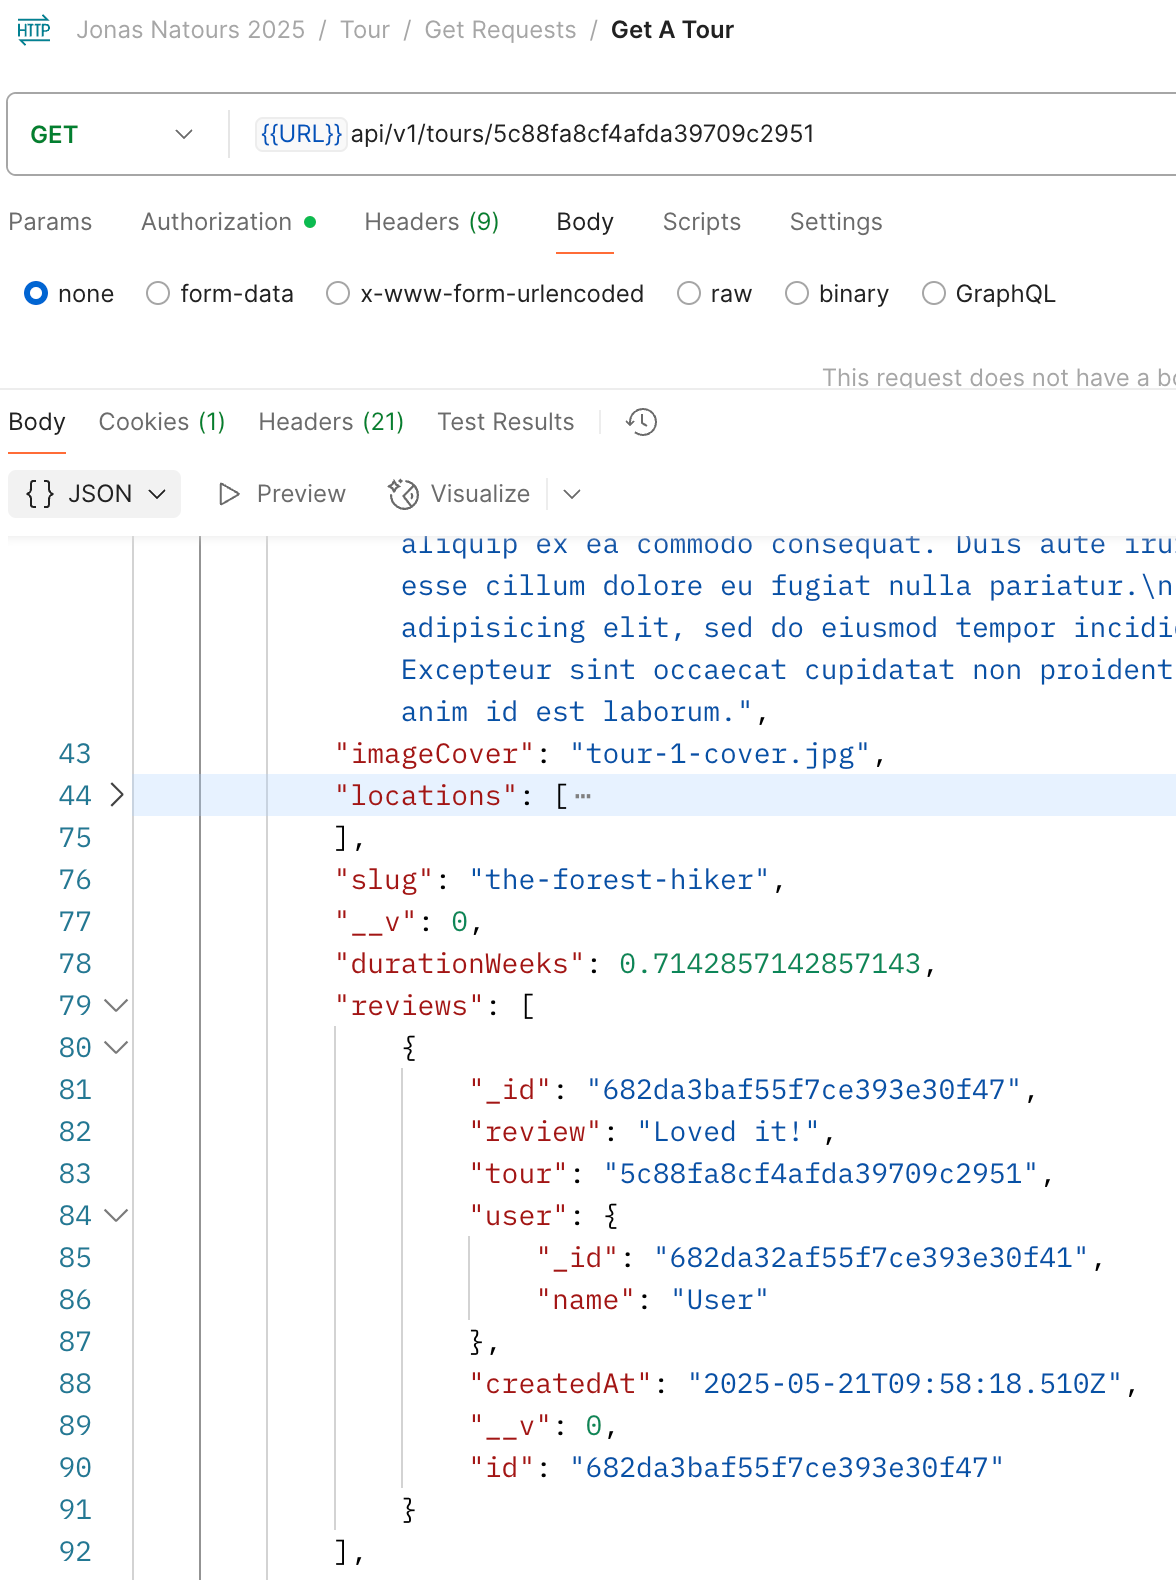 HTTP Jonas Natours 2025 / Tour / Get Requests / Get A Tour
GET {{URL}} api/v1/tours/5c88fa8cf4afda39709c2951
Params Authorization Headers (9) Body Scripts Settings
none form-data x-www-form-urlencoded raw binary GraphQL
This request does not have a bo
Body Cookies (1) Headers (21) Test Results
{ } JSON Preview Visualize
aliquip ex ea commodo consequat. Duis aute iru
esse cillum dolore eu fugiat nulla pariatur.\n
adipisicing elit, sed do eiusmod tempor incidi
Excepteur sint occaecat cupidatat non proident
anim id est laborum.",
43 "imageCover": "tour-1-cover.jpg",
44 "locations": [ ⋯
75 ],
76 "slug": "the-forest-hiker",
77 "__v": 0,
78 "durationWeeks": 0.7142857142857143,
79 "reviews": [
80 {
81 "_id": "682da3baf55f7ce393e30f47",
82 "review": "Loved it!",
83 "tour": "5c88fa8cf4afda39709c2951",
84 "user": {
85 "_id": "682da32af55f7ce393e30f41",
86 "name": "User"
87 },
88 "createdAt": "2025-05-21T09:58:18.510Z",
89 "__v": 0,
90 "id": "682da3baf55f7ce393e30f47"
91 }
92 ],